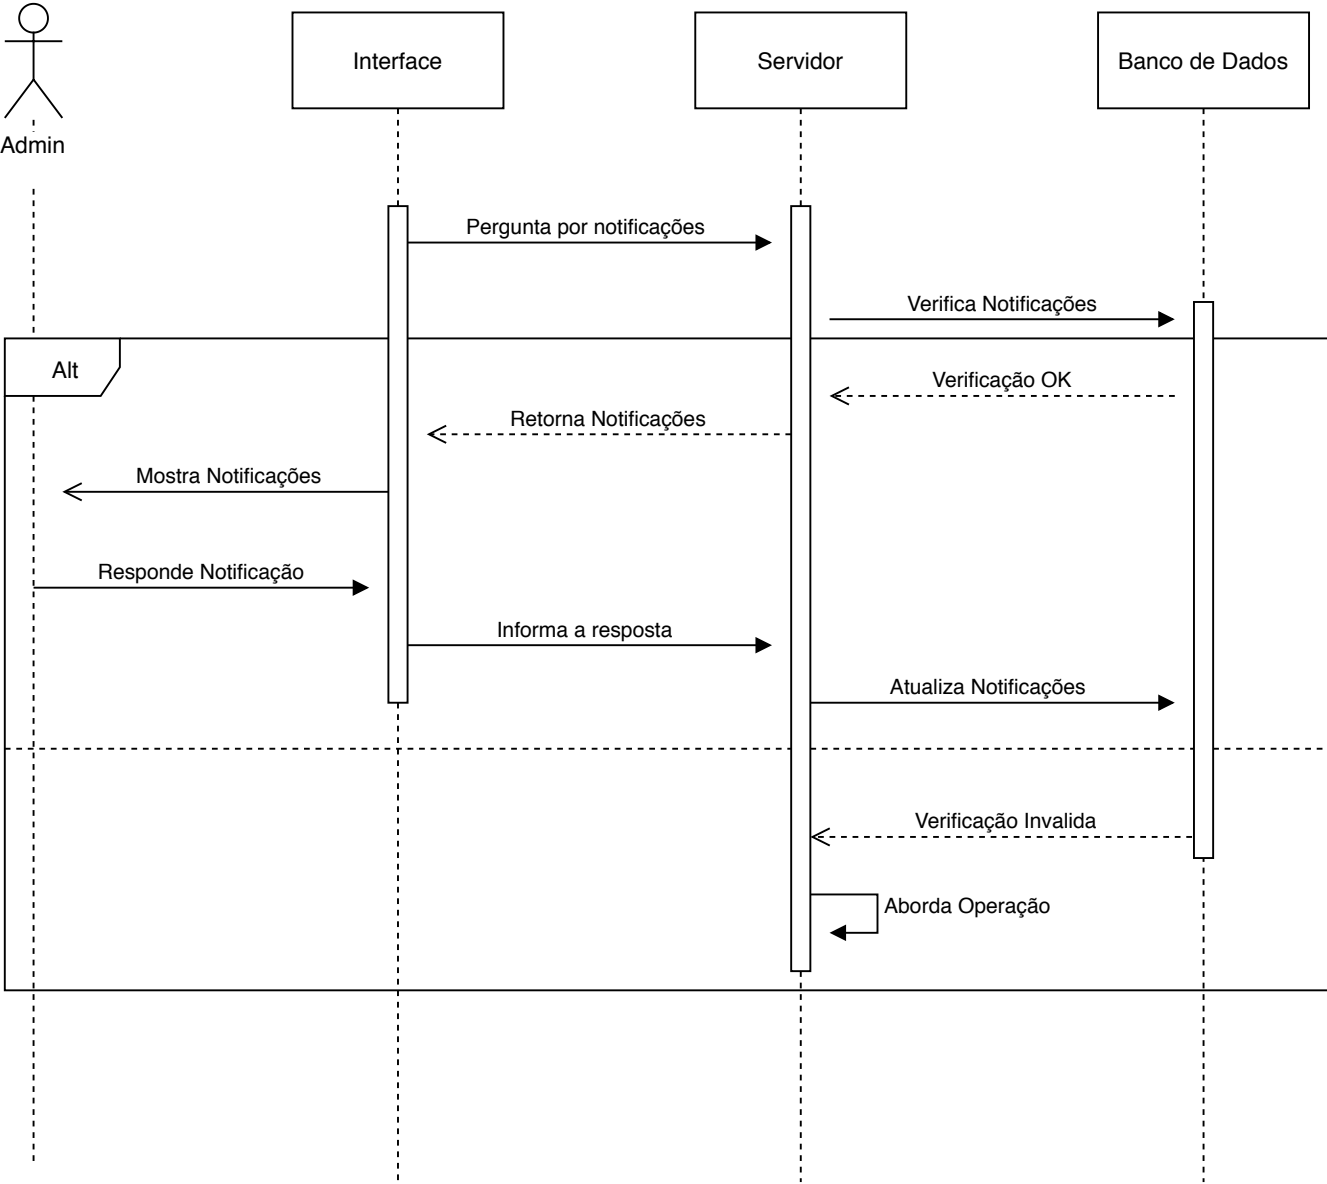 Admin
Interface
Servidor
Banco de Dados
Pergunta por notificações
Verifica Notificações
Alt
Verificação OK
Retorna Notificações
Mostra Notificações
Responde Notificação
Informa a resposta
Atualiza Notificações
Verificação Invalida
Aborda Operação